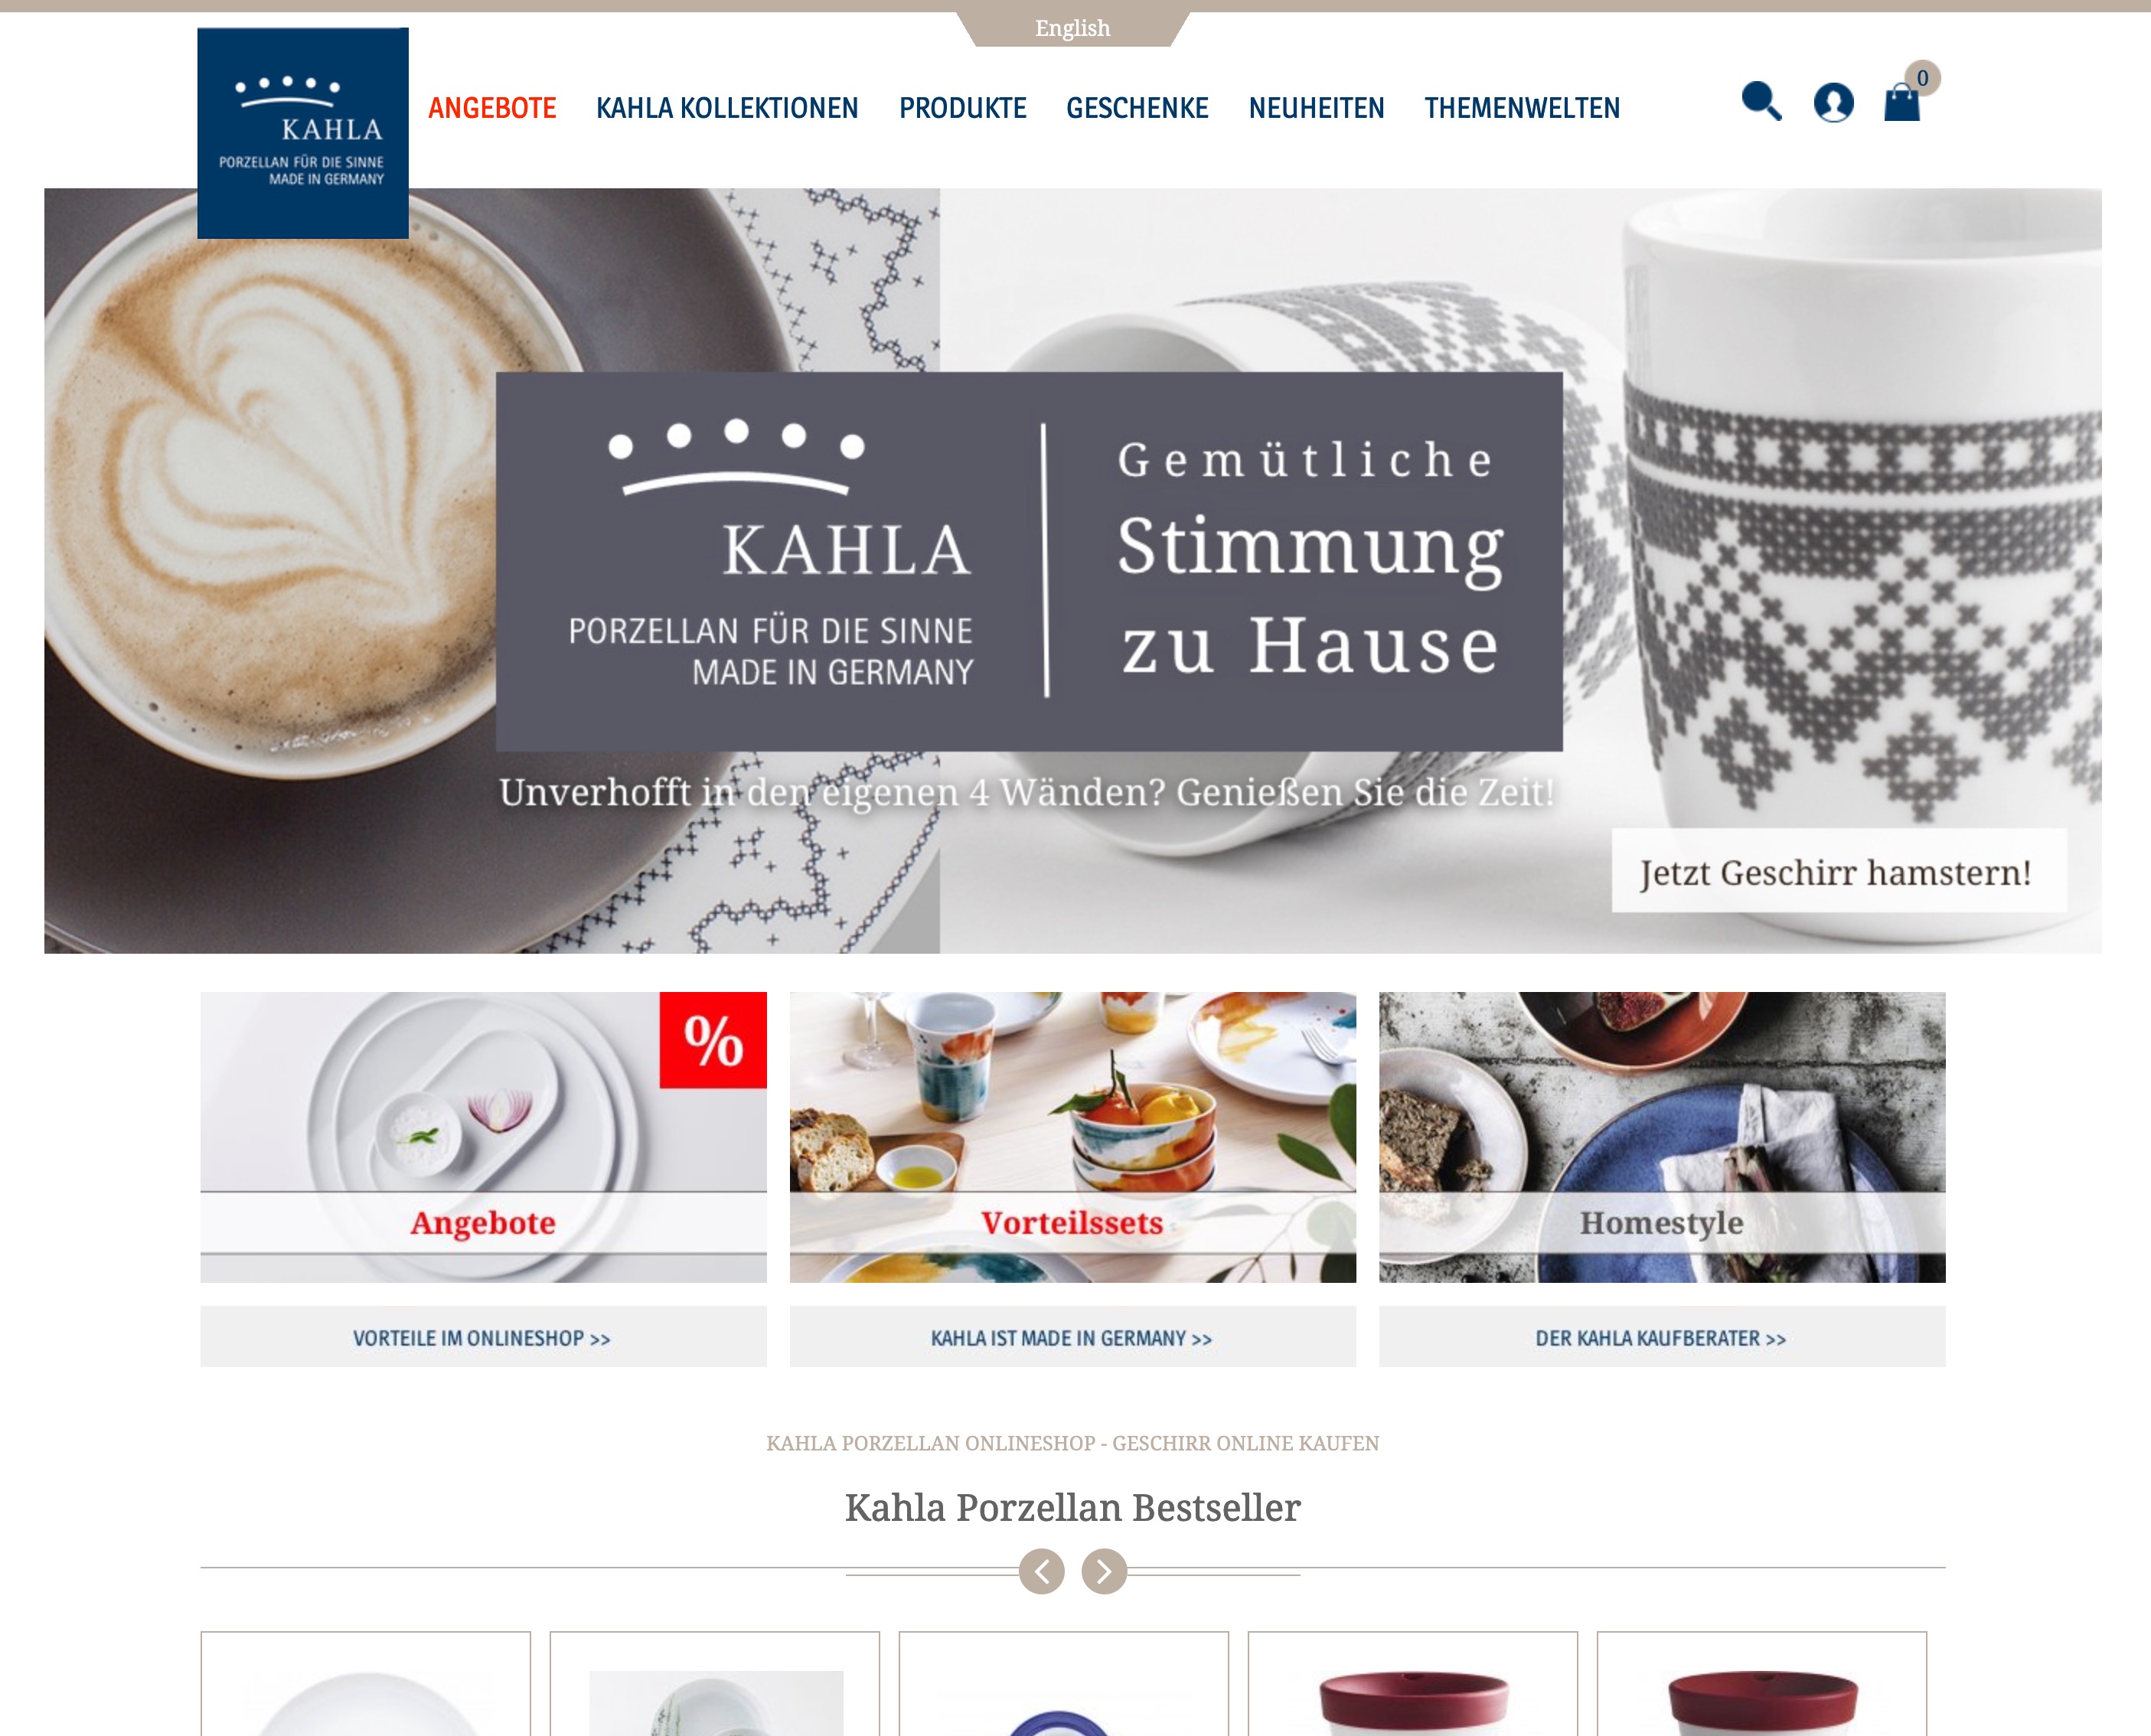 English
KAHLA
PORZELLAN FÜR DIE SINNE
MADE IN GERMANY
ANGEBOTE KAHLA KOLLEKTIONEN PRODUKTE GESCHENKE NEUHEITEN THEMENWELTEN
0
KAHLA
PORZELLAN FÜR DIE SINNE
MADE IN GERMANY
Gemütliche
Stimmung
zu Hause
Unverhofft in den eigenen 4 Wänden? Genießen Sie die Zeit!
Jetzt Geschirr hamstern!
%
Angebote
Vorteilssets
Homestyle
VORTEILE IM ONLINESHOP >>
KAHLA IST MADE IN GERMANY >>
DER KAHLA KAUFBERATER >>
KAHLA PORZELLAN ONLINESHOP - GESCHIRR ONLINE KAUFEN
Kahla Porzellan Bestseller